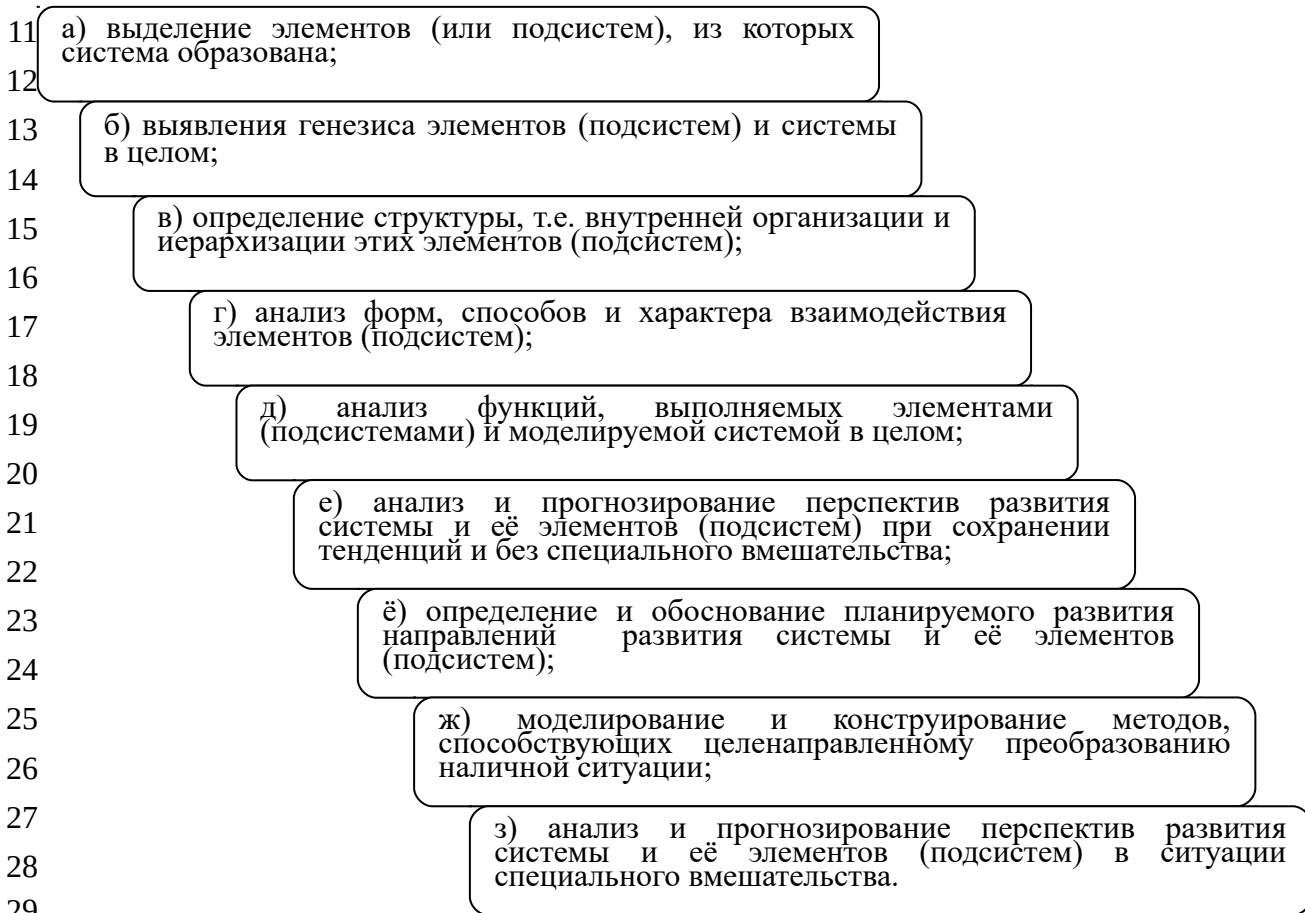 11
а) выделение элементов (или подсистем), из которых
система образована;
12
13
б) выявления генезиса элементов (подсистем) и системы
в целом;
14
15
в) определение структуры, т.е. внутренней организации и
иерархизации этих элементов (подсистем);
16
17
г) анализ форм, способов и характера взаимодействия
элементов (подсистем);
18
19
д) анализ функций, выполняемых элементами
(подсистемами) и моделируемой системой в целом;
20
21
е) анализ и прогнозирование перспектив развития
системы и её элементов (подсистем) при сохранении
тенденций и без специального вмешательства;
22
23
ё) определение и обоснование планируемого развития
направлений развития системы и её элементов
(подсистем);
24
25
ж) моделирование и конструирование методов,
способствующих целенаправленному преобразованию
наличной ситуации;
26
27
з) анализ и прогнозирование перспектив развития
системы и её элементов (подсистем) в ситуации
специального вмешательства.
28
29